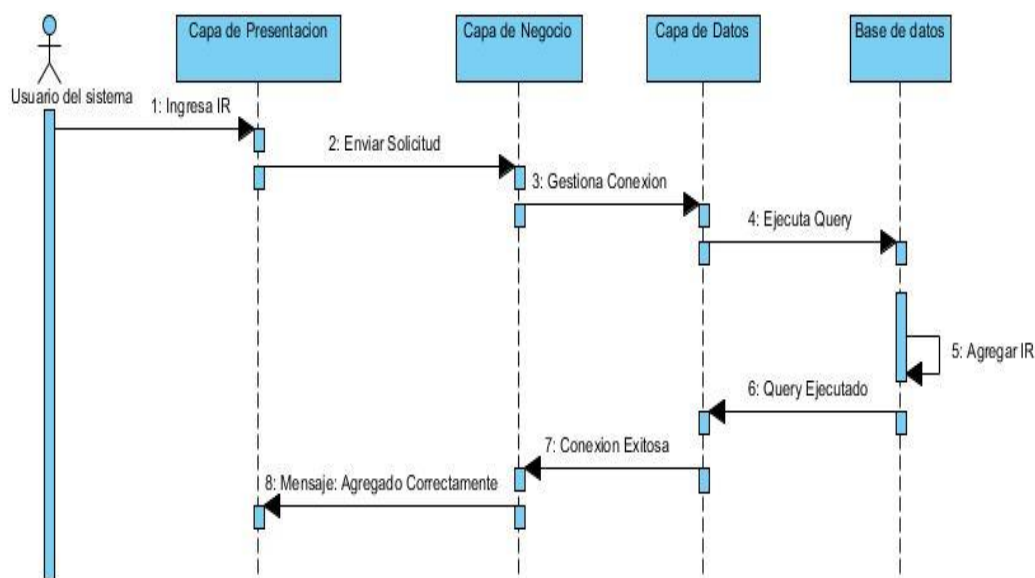 Capa de Presentacion
Capa de Negocio
Capa de Datos
Base de datos
Usuario del sistema
1: Ingresa IR
2: Enviar Solicitud
3: Gestiona Conexion
4: Ejecuta Query
5: Agregar IR
6: Query Ejecutado
7: Conexion Exitosa
8: Mensaje: Agregado Correctamente